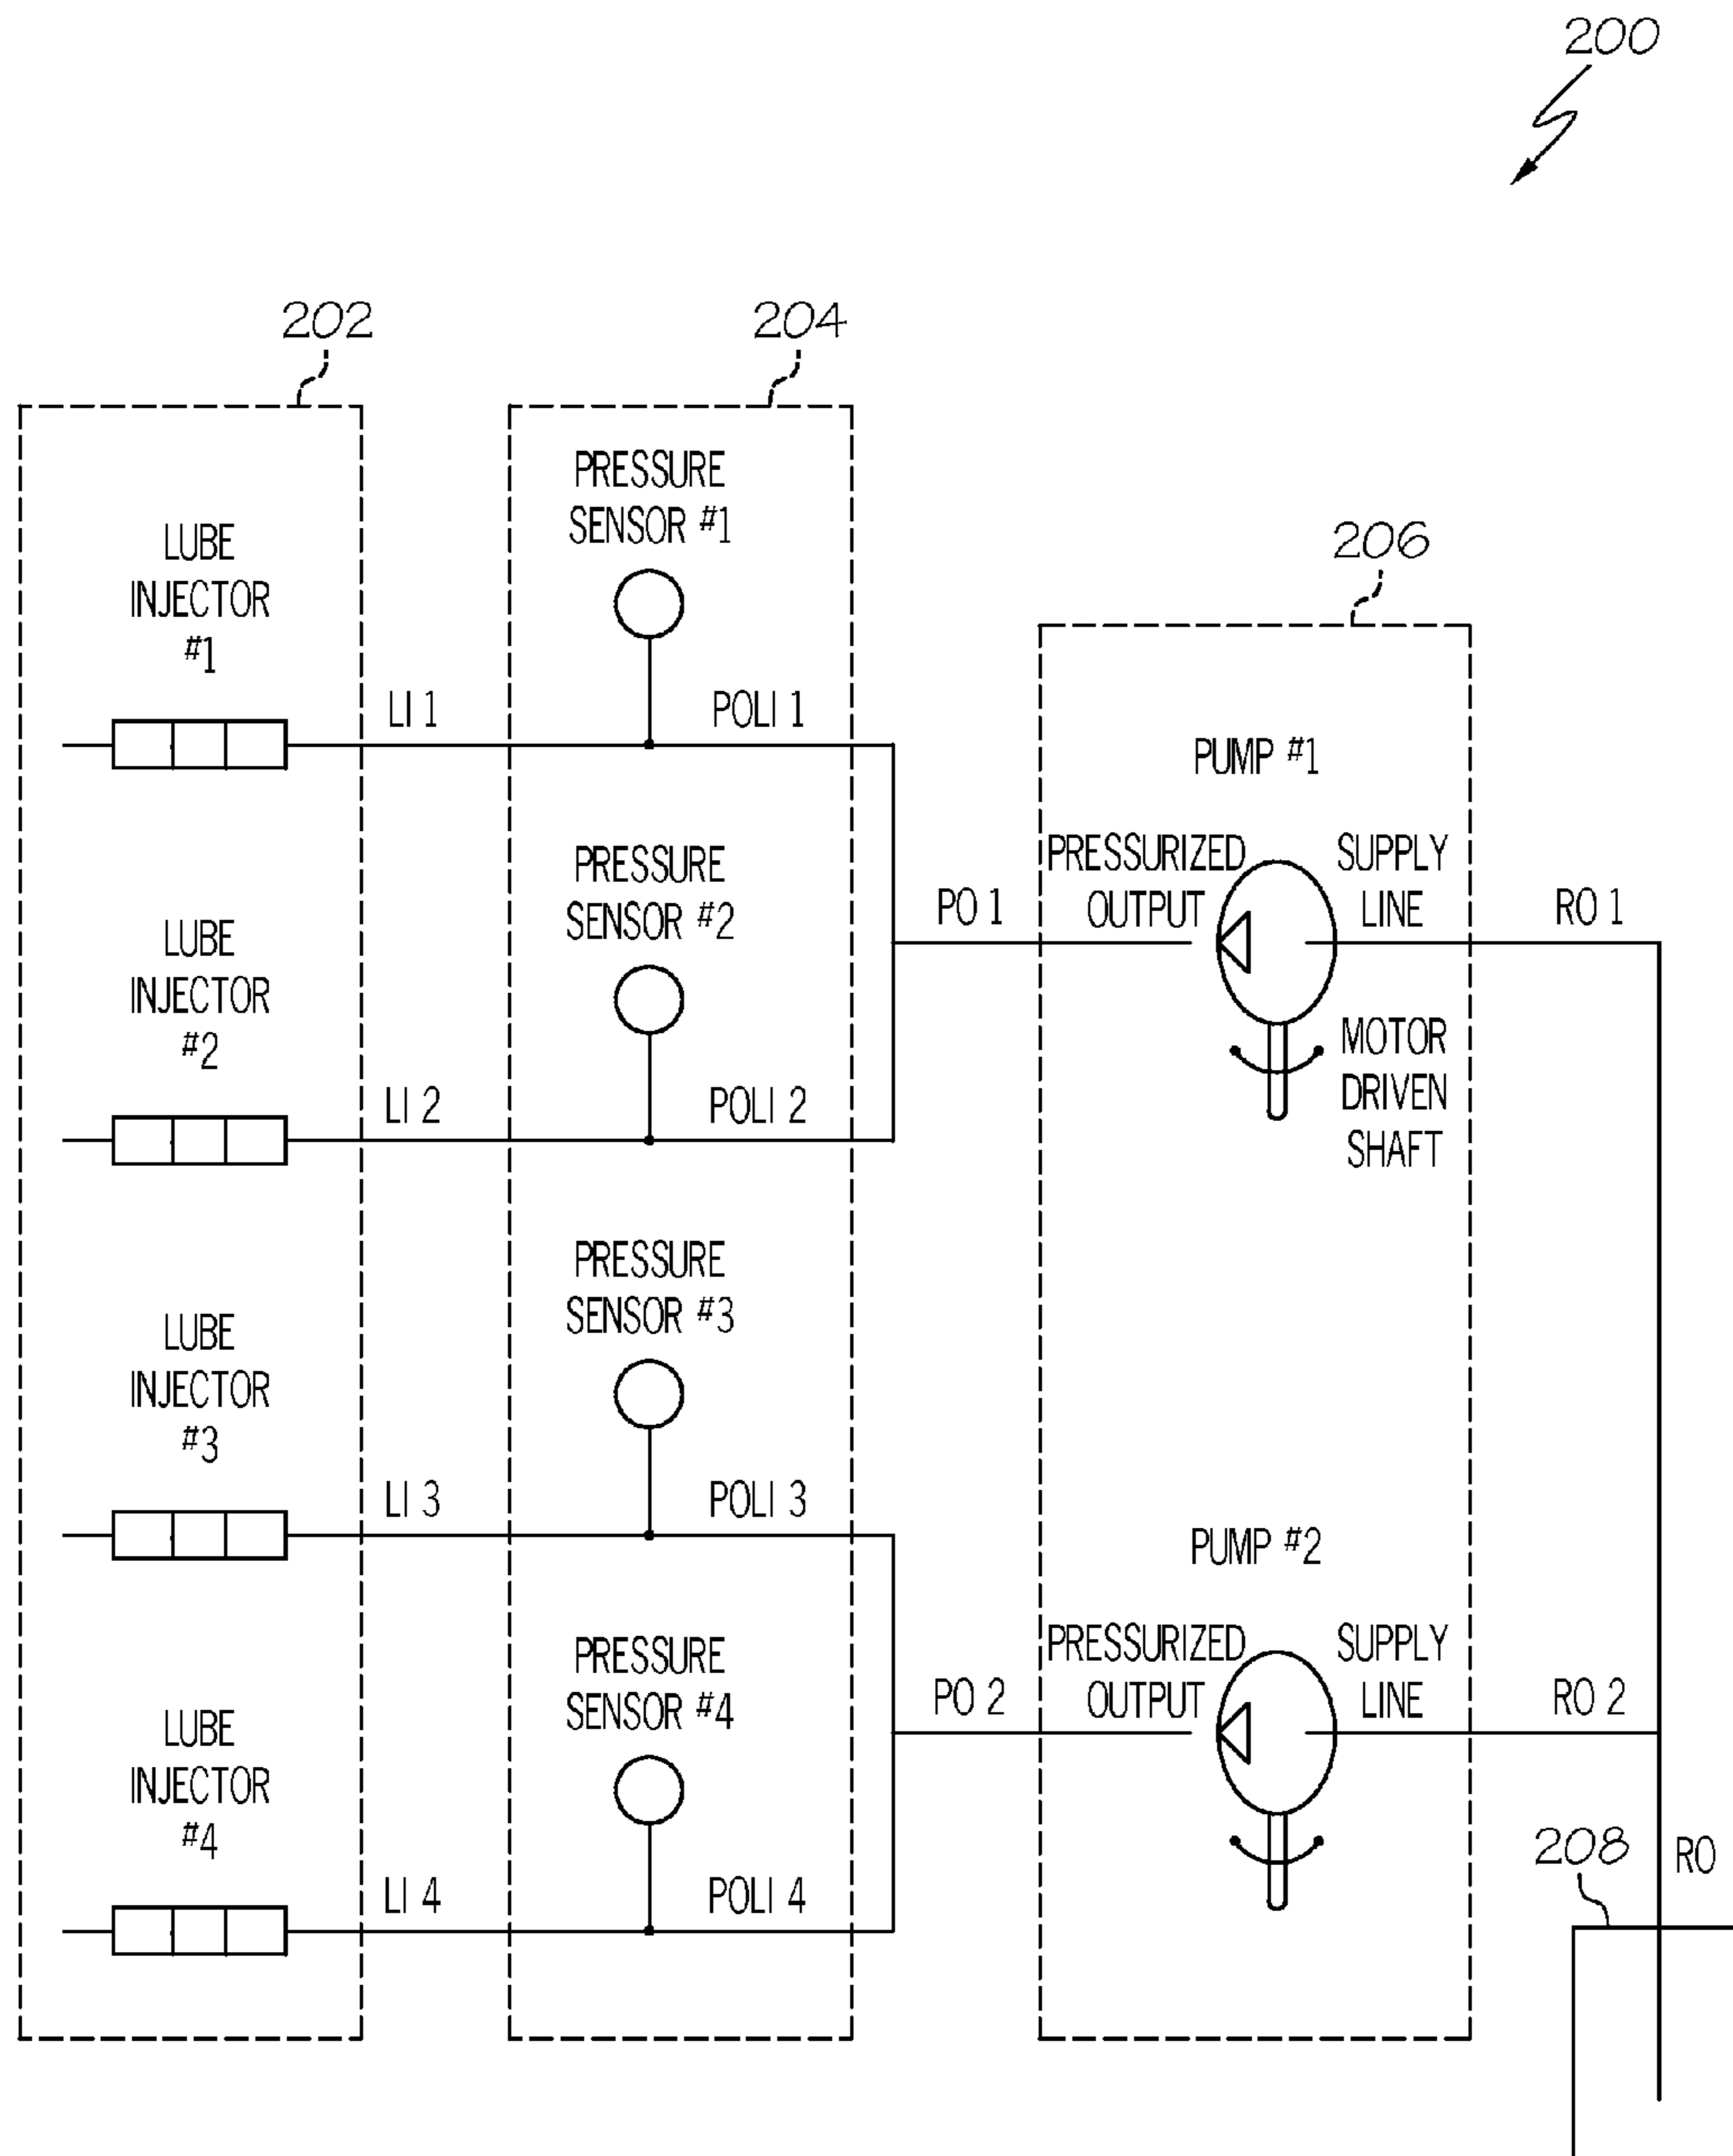 200
202
204
206
LUBE
INJECTOR
#1
LI 1
PRESSURE
SENSOR #1
POLI 1
LUBE
INJECTOR
#2
LI 2
PRESSURE
SENSOR #2
POLI 2
LUBE
INJECTOR
#3
LI 3
PRESSURE
SENSOR #3
POLI 3
LUBE
INJECTOR
#4
LI 4
PRESSURE
SENSOR #4
POLI 4
PO 1
PUMP #1
PRESSURIZED
OUTPUT
SUPPLY
LINE
MOTOR
DRIVEN
SHAFT
RO 1
PO 2
PUMP #2
PRESSURIZED
OUTPUT
SUPPLY
LINE
RO 2
208
RO